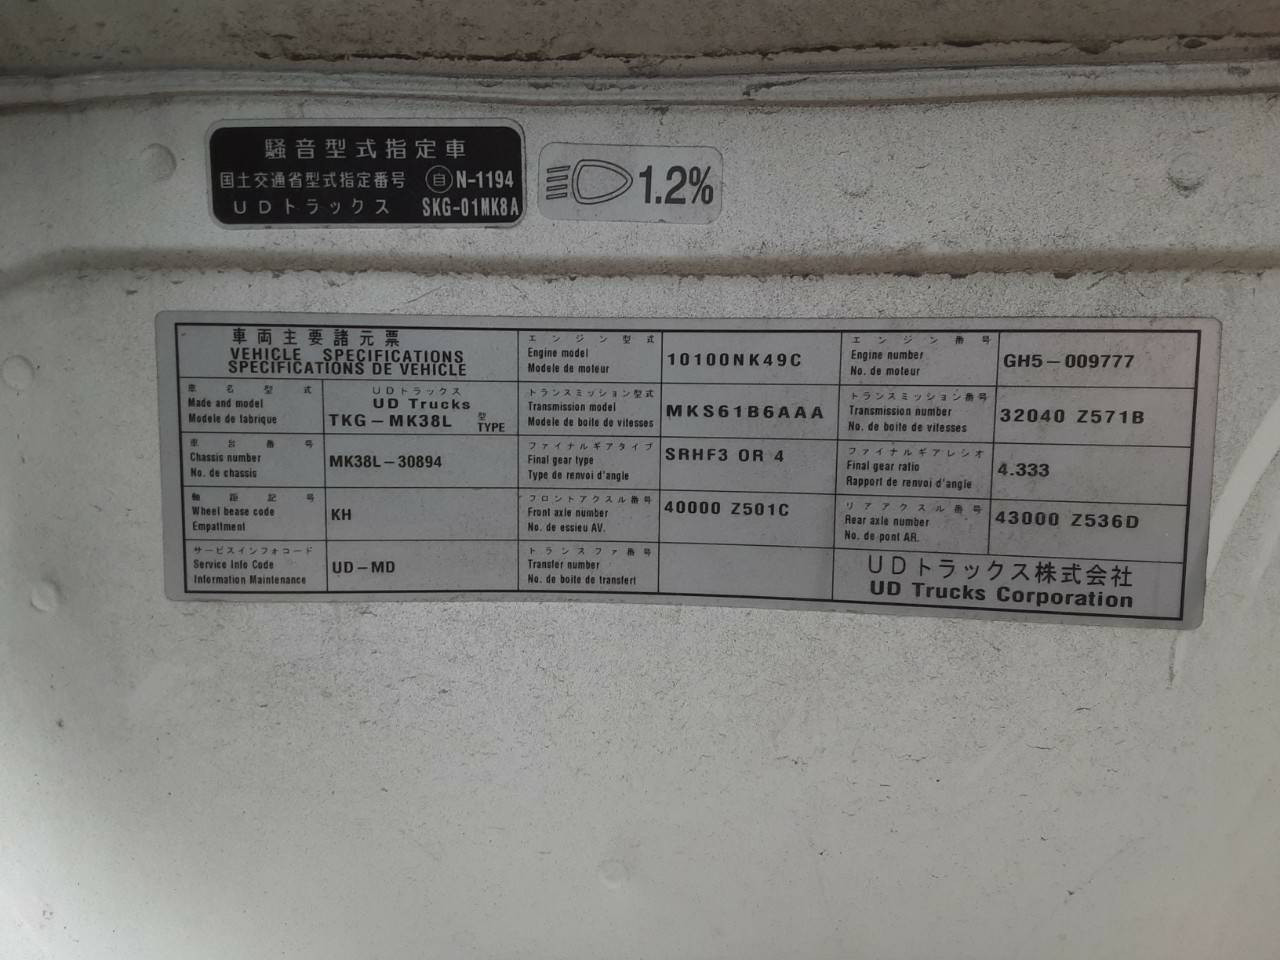 騒音型式指定車
国土交通省型式指定番号 自 N-1194
UDトラックス SKG-01MK8A
1.2%
車両主要諸元票
VEHICLE SPECIFICATIONS
SPECIFICATIONS DE VEHICLE
車名型式
Made and model
Modele de fabrique
UDトラックス
UD Trucks
TKG-MK38L 型 TYPE
車台番号
Chassis number
No. de chassis
MK38L-30894
軸距記号
Wheel bease code
Empattment
KH
サービスインフォコード
Service Info Code
Information Maintenance
UD-MD
エンジン型式
Engine model
Modele de moteur
10100NK49C
トランスミッション型式
Transmission model
Modele de boite de vitesses
MKS61B6AAA
ファイナルギアタイプ
Final gear type
Type de renvoi d'angle
SRHF3 OR 4
フロントアクスル番号
Front axle number
No. de essieu AV.
40000 Z501C
トランスファ番号
Transfer number
No. de boite de transfert
エンジン番号
Engine number
No. de moteur
GH5-009777
トランスミッション番号
Transmission number
No. de boite de vitesses
32040 Z571B
ファイナルギアレシオ
Final gear ratio
Rapport de renvoi d'angle
4.333
リアアクスル番号
Rear axle number
No. de pont AR.
43000 Z536D
UDトラックス株式会社
UD Trucks Corporation